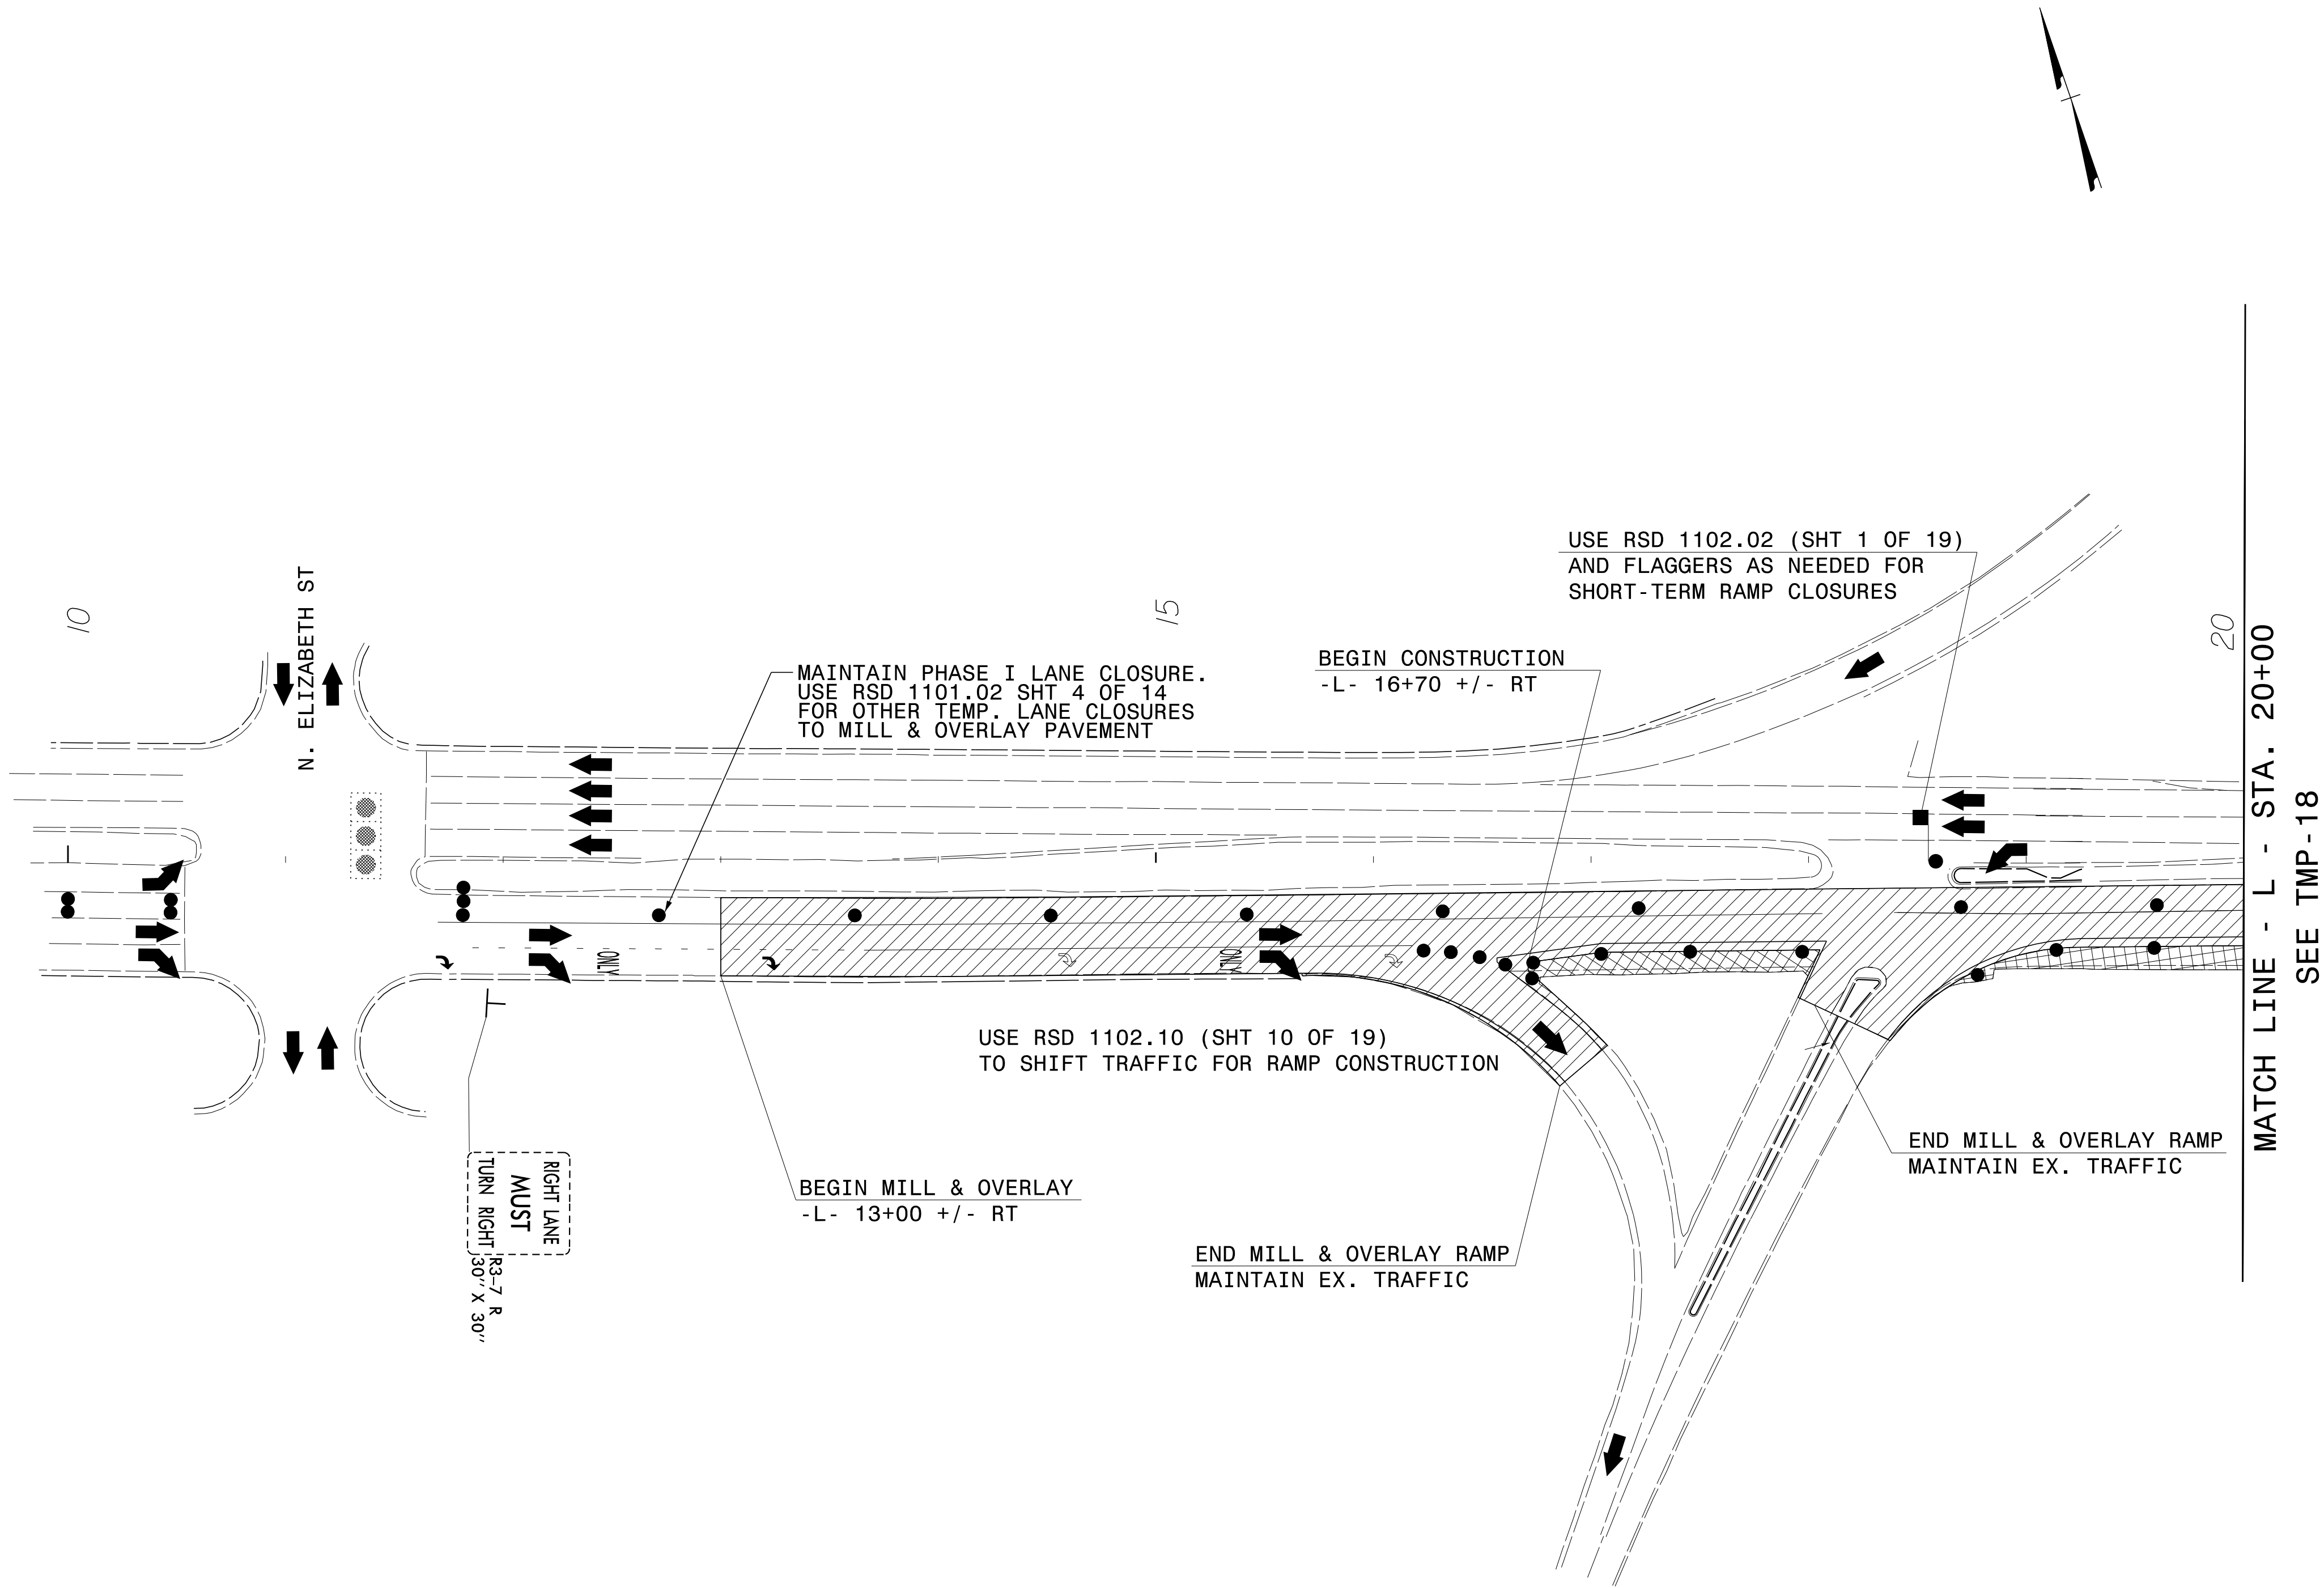 USE RSD 1102.02 (SHT 1 OF 19)
AND FLAGGERS AS NEEDED FOR
SHORT-TERM RAMP CLOSURES
10
N. ELIZABETH ST
15
20
MAINTAIN PHASE I LANE CLOSURE.
USE RSD 1101.02 SHT 4 OF 14
FOR OTHER TEMP. LANE CLOSURES
TO MILL & OVERLAY PAVEMENT
BEGIN CONSTRUCTION
-L- 16+70 +/- RT
MATCH LINE - L - STA. 20+00
SEE TMP-18
ONLY
ONLY
USE RSD 1102.10 (SHT 10 OF 19)
TO SHIFT TRAFFIC FOR RAMP CONSTRUCTION
RIGHT LANE
MUST
TURN RIGHT
R3-7 R
30'' X 30''
BEGIN MILL & OVERLAY
-L- 13+00 +/- RT
END MILL & OVERLAY RAMP
MAINTAIN EX. TRAFFIC
END MILL & OVERLAY RAMP
MAINTAIN EX. TRAFFIC